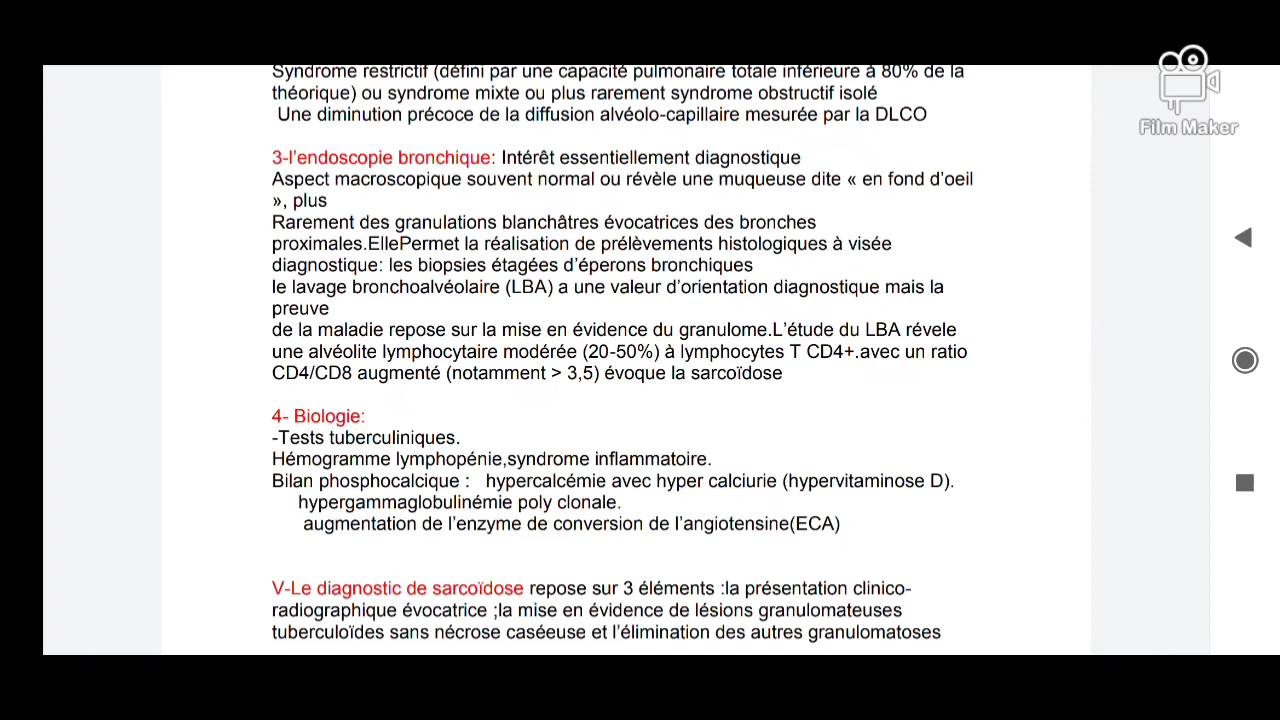 Syndrome restrictif (défini par une capacité pulmonaire totale inférieure à 80% de la
théorique) ou syndrome mixte ou plus rarement syndrome obstructif isolé
Une diminution précoce de la diffusion alvéolo-capillaire mesurée par la DLCO
3-l'endoscopie bronchique: Intérêt essentiellement diagnostique
Aspect macroscopique souvent normal ou révèle une muqueuse dite « en fond d'oeil
», plus
Rarement des granulations blanchâtres évocatrices des bronches
proximales.EllePermet la réalisation de prélèvements histologiques à visée
diagnostique: les biopsies étagées d'éperons bronchiques
le lavage bronchoalvéolaire (LBA) a une valeur d'orientation diagnostique mais la
preuve
de la maladie repose sur la mise en évidence du granulome.L'étude du LBA révele
une alvéolite lymphocytaire modérée (20-50%) à lymphocytes T CD4+.avec un ratio
CD4/CD8 augmenté (notamment > 3,5) évoque la sarcoïdose
4- Biologie:
-Tests tuberculiniques.
Hémogramme lymphopénie,syndrome inflammatoire.
Bilan phosphocalcique : hypercalcémie avec hyper calciurie (hypervitaminose D).
hypergammaglobulinémie poly clonale.
augmentation de l'enzyme de conversion de l'angiotensine(ECA)
V-Le diagnostic de sarcoïdose repose sur 3 éléments :la présentation clinico-
radiographique évocatrice ;la mise en évidence de lésions granulomateuses
tuberculoïdes sans nécrose caséeuse et l'élimination des autres granulomatoses
Film Maker